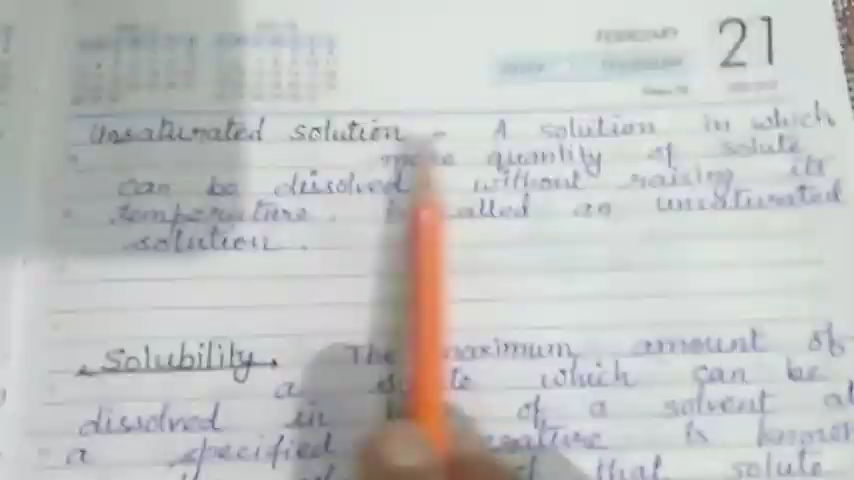 FEBRUARY 21
Unsaturated solution - A solution in which
more quantity of solute
can be dissolved without raising its
temperature. is called an unsaturated
solution.
Solubility. The maximum amount of
a which can be
dissolved in of a solvent at
a specified is known
that solute